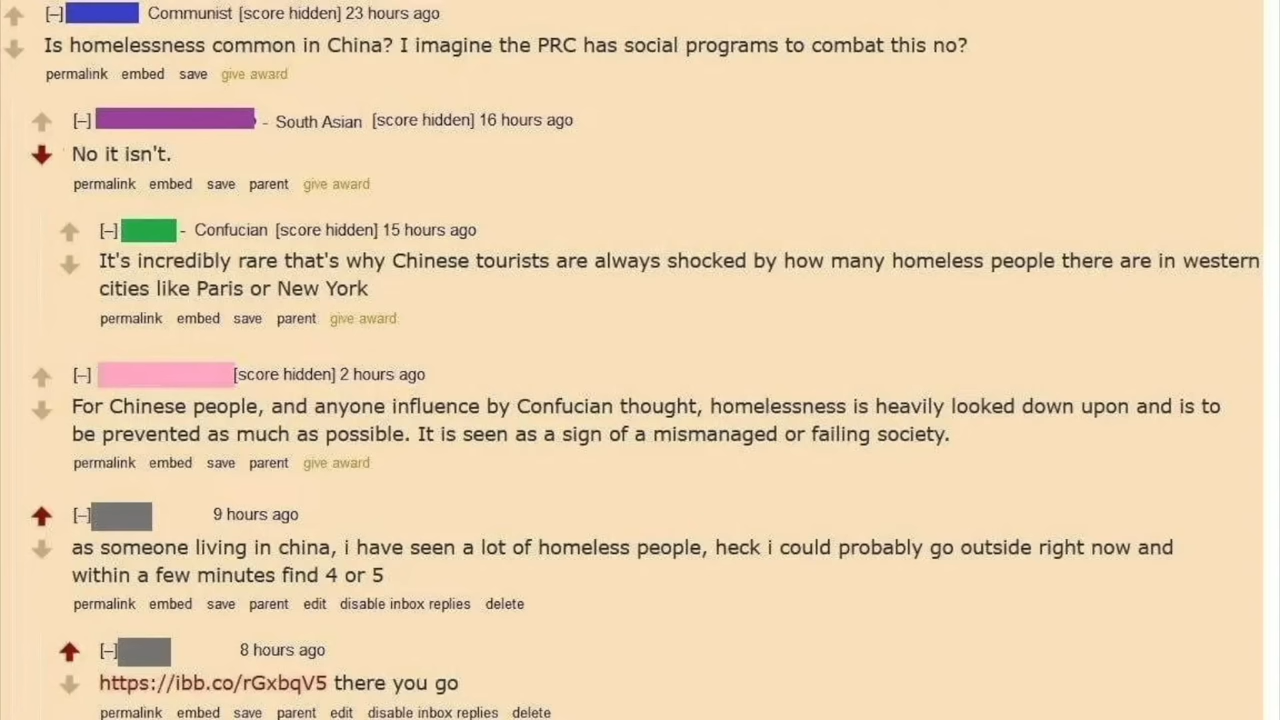 [–] Communist [score hidden] 23 hours ago
Is homelessness common in China? I imagine the PRC has social programs to combat this no?
permalink embed save give award
[–] - South Asian [score hidden] 16 hours ago
No it isn't.
permalink embed save parent give award
[–] - Confucian [score hidden] 15 hours ago
It's incredibly rare that's why Chinese tourists are always shocked by how many homeless people there are in western
cities like Paris or New York
permalink embed save parent give award
[–] [score hidden] 2 hours ago
For Chinese people, and anyone influence by Confucian thought, homelessness is heavily looked down upon and is to
be prevented as much as possible. It is seen as a sign of a mismanaged or failing society.
permalink embed save parent give award
[–] 9 hours ago
as someone living in china, i have seen a lot of homeless people, heck i could probably go outside right now and
within a few minutes find 4 or 5
permalink embed save parent edit disable inbox replies delete
[–] 8 hours ago
https://ibb.co/rGxbqV5 there you go
permalink embed save parent edit disable inbox replies delete